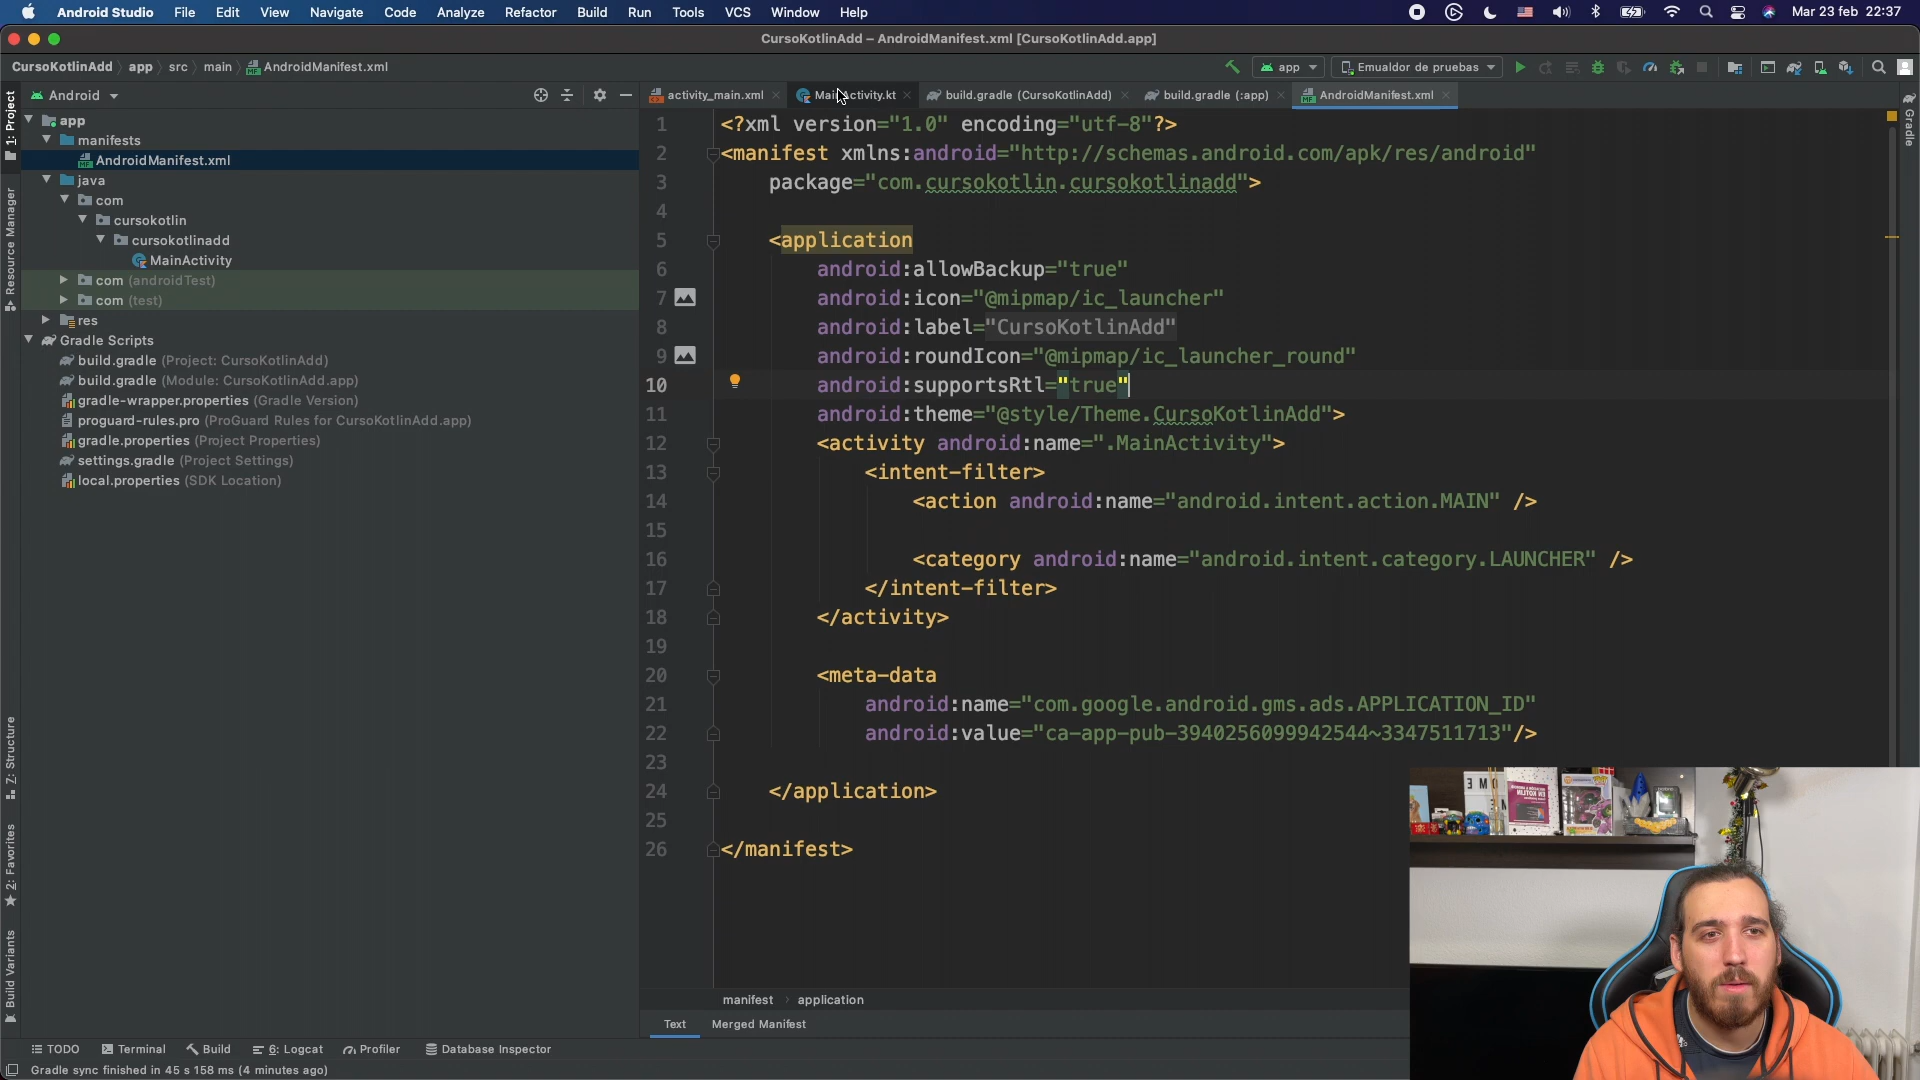 Android Studio File Edit View Navigate Code Analyze Refactor Build Run Tools VCS Window Help Mar 23 feb 22:37
CursoKotlinAdd – AndroidManifest.xml [CursoKotlinAdd.app]
CursoKotlinAdd app src main AndroidManifest.xml
app Emualdor de pruebas
Android
activity_main.xml MainActivity.kt build.gradle (CursoKotlinAdd) build.gradle (:app) AndroidManifest.xml
1: Project
Resource Manager
Z: Structure
2: Favorites
Build Variants
Gradle
app
manifests
AndroidManifest.xml
java
com
cursokotlin
cursokotlinadd
MainActivity
com (androidTest)
com (test)
res
Gradle Scripts
build.gradle (Project: CursoKotlinAdd)
build.gradle (Module: CursoKotlinAdd.app)
gradle-wrapper.properties (Gradle Version)
proguard-rules.pro (ProGuard Rules for CursoKotlinAdd.app)
gradle.properties (Project Properties)
settings.gradle (Project Settings)
local.properties (SDK Location)
1 <?xml version="1.0" encoding="utf-8"?>
2 <manifest xmlns:android="http://schemas.android.com/apk/res/android"
3 package="com.cursokotlin.cursokotlinadd">
4
5 <application
6 android:allowBackup="true"
7 android:icon="@mipmap/ic_launcher"
8 android:label="CursoKotlinAdd"
9 android:roundIcon="@mipmap/ic_launcher_round"
10 android:supportsRtl="true"
11 android:theme="@style/Theme.CursoKotlinAdd">
12 <activity android:name=".MainActivity">
13 <intent-filter>
14 <action android:name="android.intent.action.MAIN" />
15
16 <category android:name="android.intent.category.LAUNCHER" />
17 </intent-filter>
18 </activity>
19
20 <meta-data
21 android:name="com.google.android.gms.ads.APPLICATION_ID"
22 android:value="ca-app-pub-3940256099942544~3347511713"/>
23
24 </application>
25
26 </manifest>
manifest application
Text Merged Manifest
TODO Terminal Build 6: Logcat Profiler Database Inspector
Gradle sync finished in 45 s 158 ms (4 minutes ago)